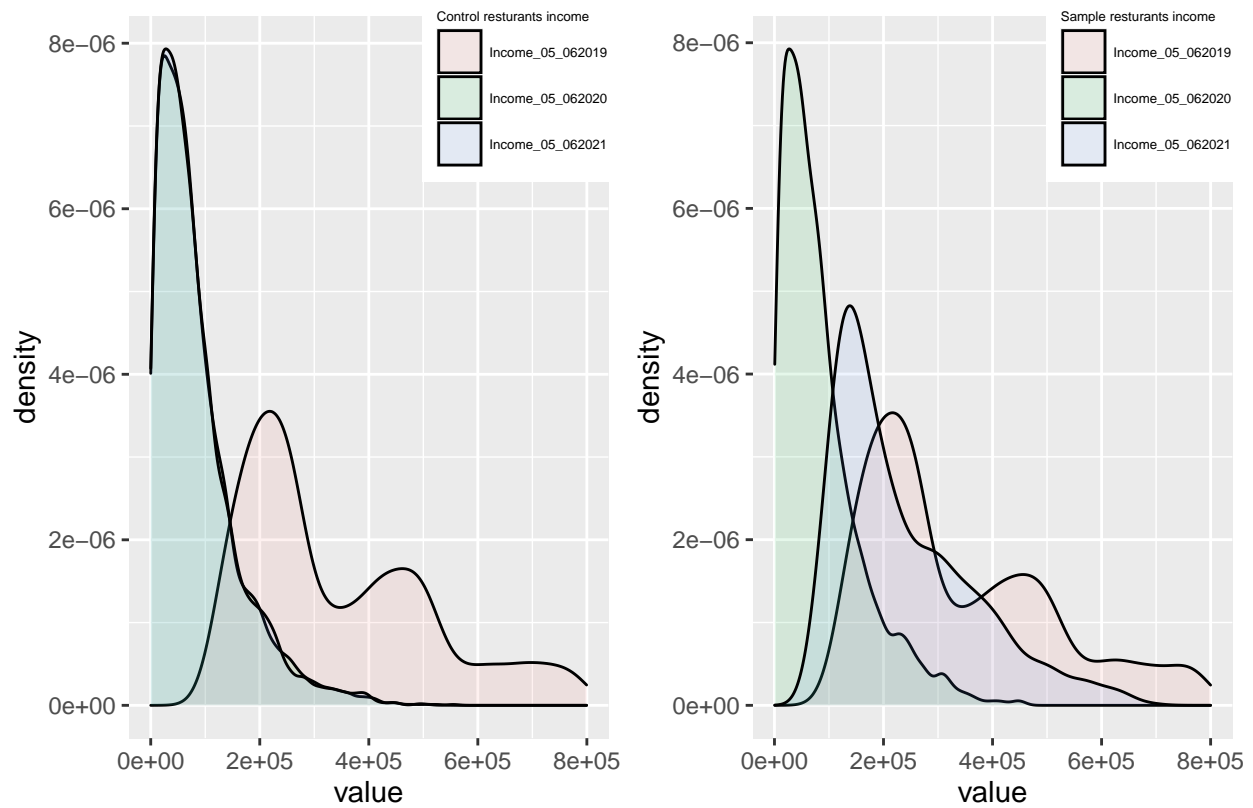 Control resturants income
Income_05_062019
Income_05_062020
Income_05_062021
8e−06
6e−06
4e−06
2e−06
0e+00
density
0e+00 2e+05 4e+05 6e+05 8e+05
value
Sample resturants income
Income_05_062019
Income_05_062020
Income_05_062021
8e−06
6e−06
4e−06
2e−06
0e+00
density
0e+00 2e+05 4e+05 6e+05 8e+05
value